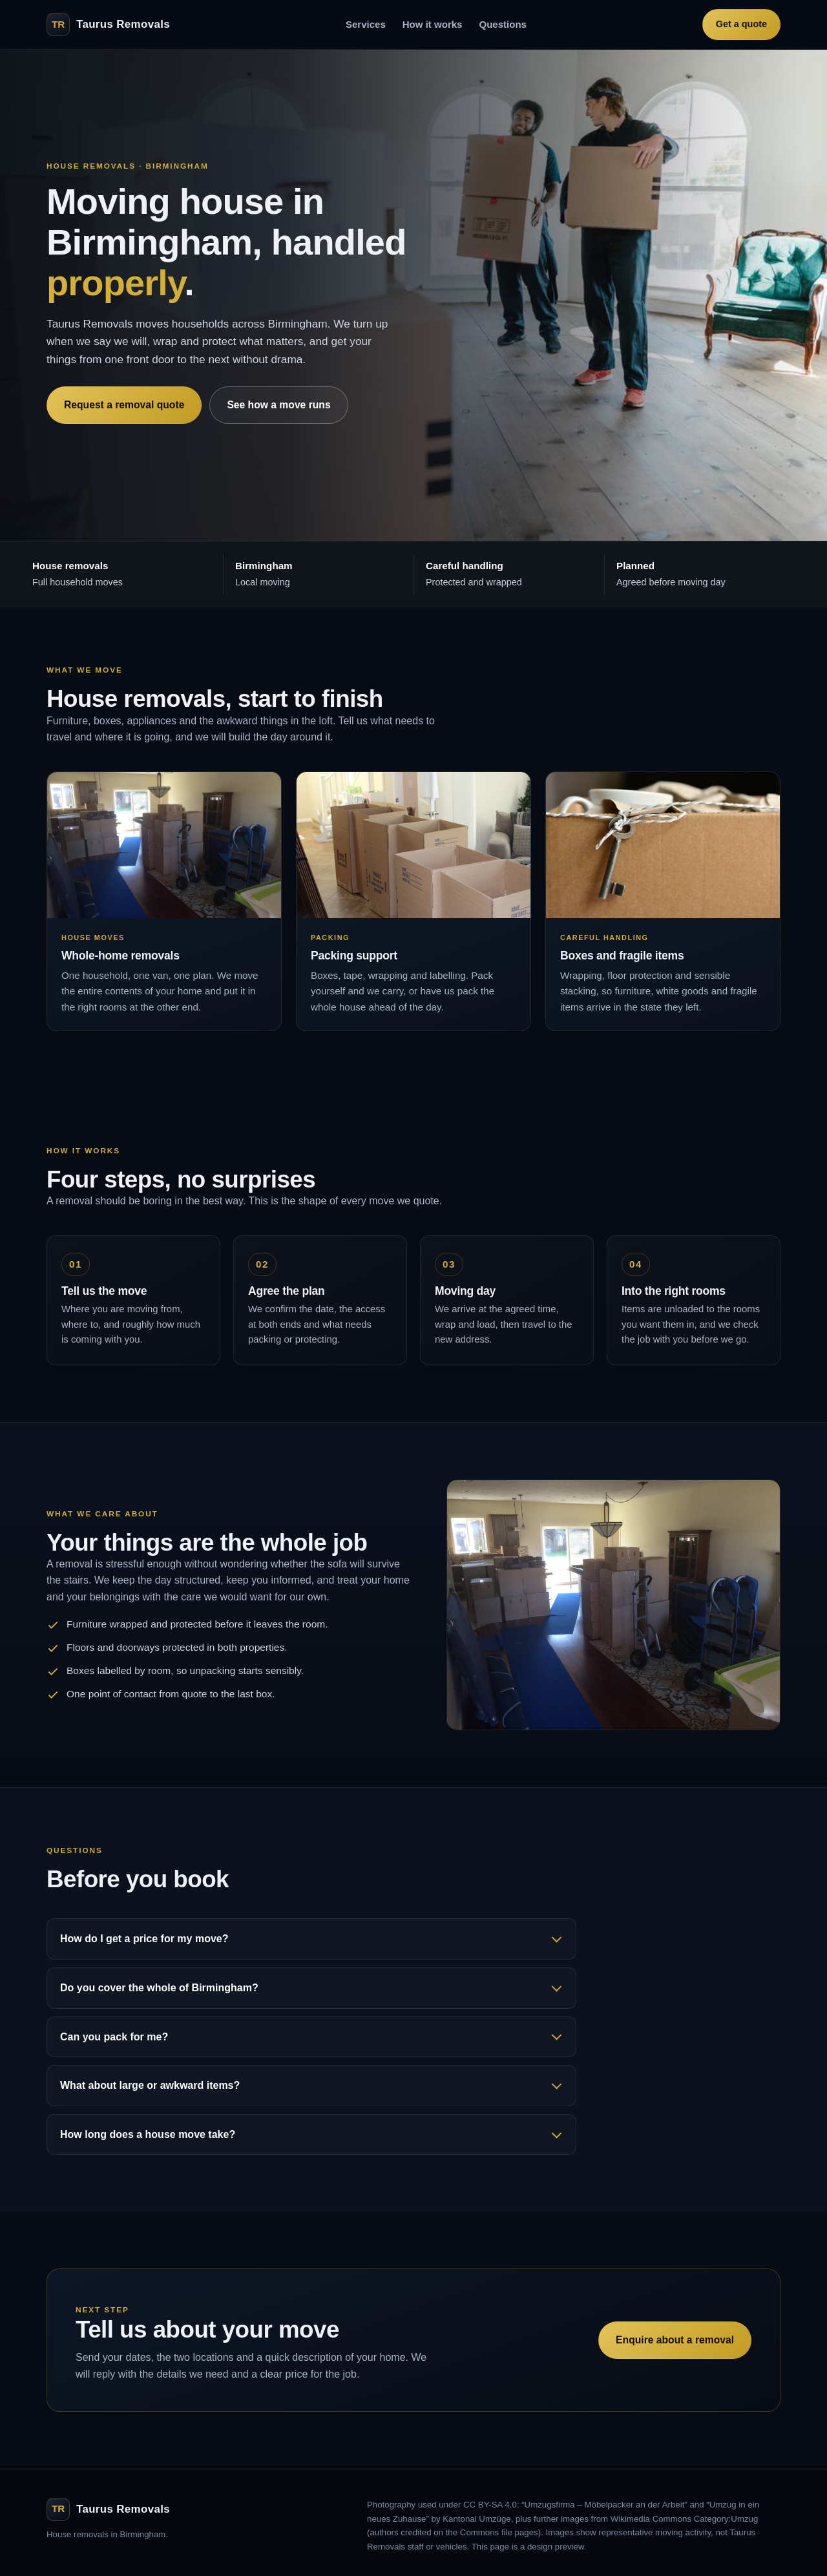 TR Taurus Removals
Services How it works Questions
Get a quote
HOUSE REMOVALS · BIRMINGHAM
Moving house in
Birmingham, handled
properly.
Taurus Removals moves households across Birmingham. We turn up
when we say we will, wrap and protect what matters, and get your
things from one front door to the next without drama.
Request a removal quote
See how a move runs
House removals
Full household moves
Birmingham
Local moving
Careful handling
Protected and wrapped
Planned
Agreed before moving day
WHAT WE MOVE
House removals, start to finish
Furniture, boxes, appliances and the awkward things in the loft. Tell us what needs to
travel and where it is going, and we will build the day around it.
HOUSE MOVES
Whole-home removals
One household, one van, one plan. We move
the entire contents of your home and put it in
the right rooms at the other end.
PACKING
Packing support
Boxes, tape, wrapping and labelling. Pack
yourself and we carry, or have us pack the
whole house ahead of the day.
CAREFUL HANDLING
Boxes and fragile items
Wrapping, floor protection and sensible
stacking, so furniture, white goods and fragile
items arrive in the state they left.
HOW IT WORKS
Four steps, no surprises
A removal should be boring in the best way. This is the shape of every move we quote.
01
Tell us the move
Where you are moving from,
where to, and roughly how much
is coming with you.
02
Agree the plan
We confirm the date, the access
at both ends and what needs
packing or protecting.
03
Moving day
We arrive at the agreed time,
wrap and load, then travel to the
new address.
04
Into the right rooms
Items are unloaded to the rooms
you want them in, and we check
the job with you before we go.
WHAT WE CARE ABOUT
Your things are the whole job
A removal is stressful enough without wondering whether the sofa will survive
the stairs. We keep the day structured, keep you informed, and treat your home
and your belongings with the care we would want for our own.
Furniture wrapped and protected before it leaves the room.
Floors and doorways protected in both properties.
Boxes labelled by room, so unpacking starts sensibly.
One point of contact from quote to the last box.
QUESTIONS
Before you book
How do I get a price for my move?
Do you cover the whole of Birmingham?
Can you pack for me?
What about large or awkward items?
How long does a house move take?
NEXT STEP
Tell us about your move
Send your dates, the two locations and a quick description of your home. We
will reply with the details we need and a clear price for the job.
Enquire about a removal
TR Taurus Removals
House removals in Birmingham.
Photography used under CC BY-SA 4.0: “Umzugsfirma – Möbelpacker an der Arbeit” and “Umzug in ein
neues Zuhause” by Kantonal Umzüge, plus further images from Wikimedia Commons Category:Umzug
(authors credited on the Commons file pages). Images show representative moving activity, not Taurus
Removals staff or vehicles. This page is a design preview.